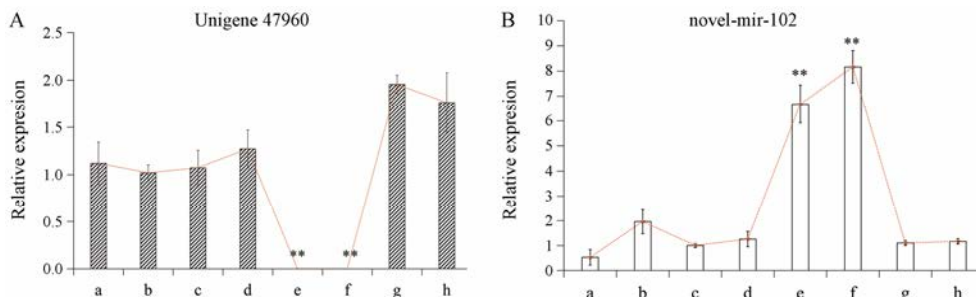 A
Unigene 47960
Relative expresion
2.5
2.0
1.5
1.0
0.5
0.0
** **
a b c d e f g h
B
novel-mir-102
Relative expresion
10
9
8
7
6
5
4
3
2
1
0
**
**
a b c d e f g h